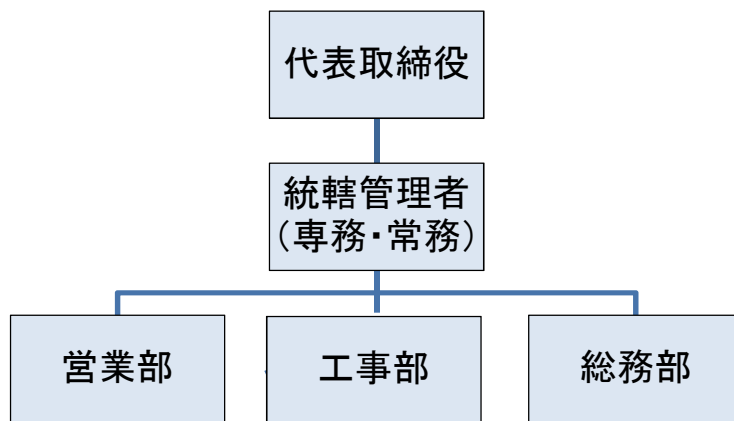 代表取締役
統轄管理者
（専務・常務）
営業部
工事部
総務部